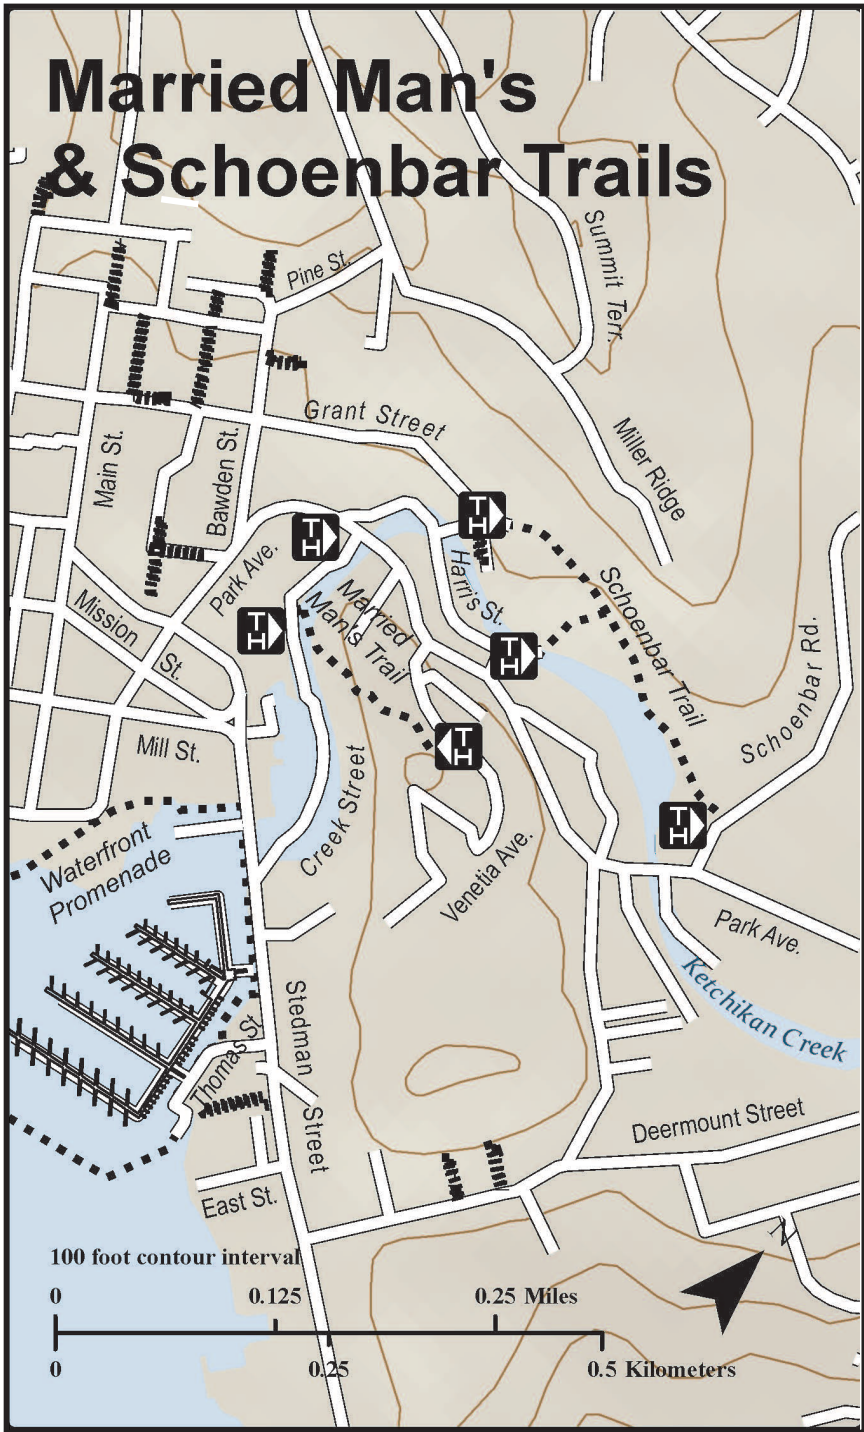 Married Man's
& Schoenbar Trails
Summit Terr.
Pine St.
Grant Street
Miller Ridge
Main St.
Bawden St.
TH
TH
TH
TH
TH
TH
Park Ave.
Harris St.
Schoenbar Trail
Married
Man's Trail
Mission
St.
Schoenbar Rd.
Mill St.
Creek Street
Waterfront
Promenade
Venetia Ave.
Park Ave.
Ketchikan Creek
Stedman
Street
Thomas St.
Deermount Street
East St.
N
100 foot contour interval
0 0.125 0.25 Miles
0 0.25 0.5 Kilometers